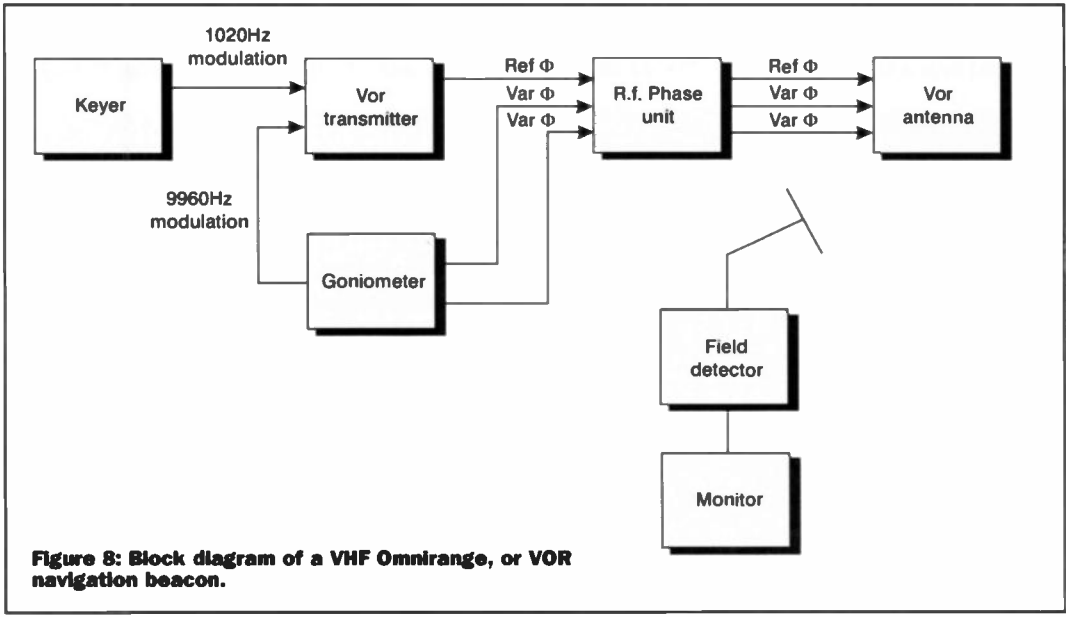 1020Hz
modulation
Keyer
Vor
transmitter
Ref Φ
Var Φ
Var Φ
R.f. Phase
unit
Ref Φ
Var Φ
Var Φ
Vor
antenna
9960Hz
modulation
Goniometer
Field
detector
Monitor
Figure 8: Block diagram of a VHF Omnirange, or VOR
navigation beacon.